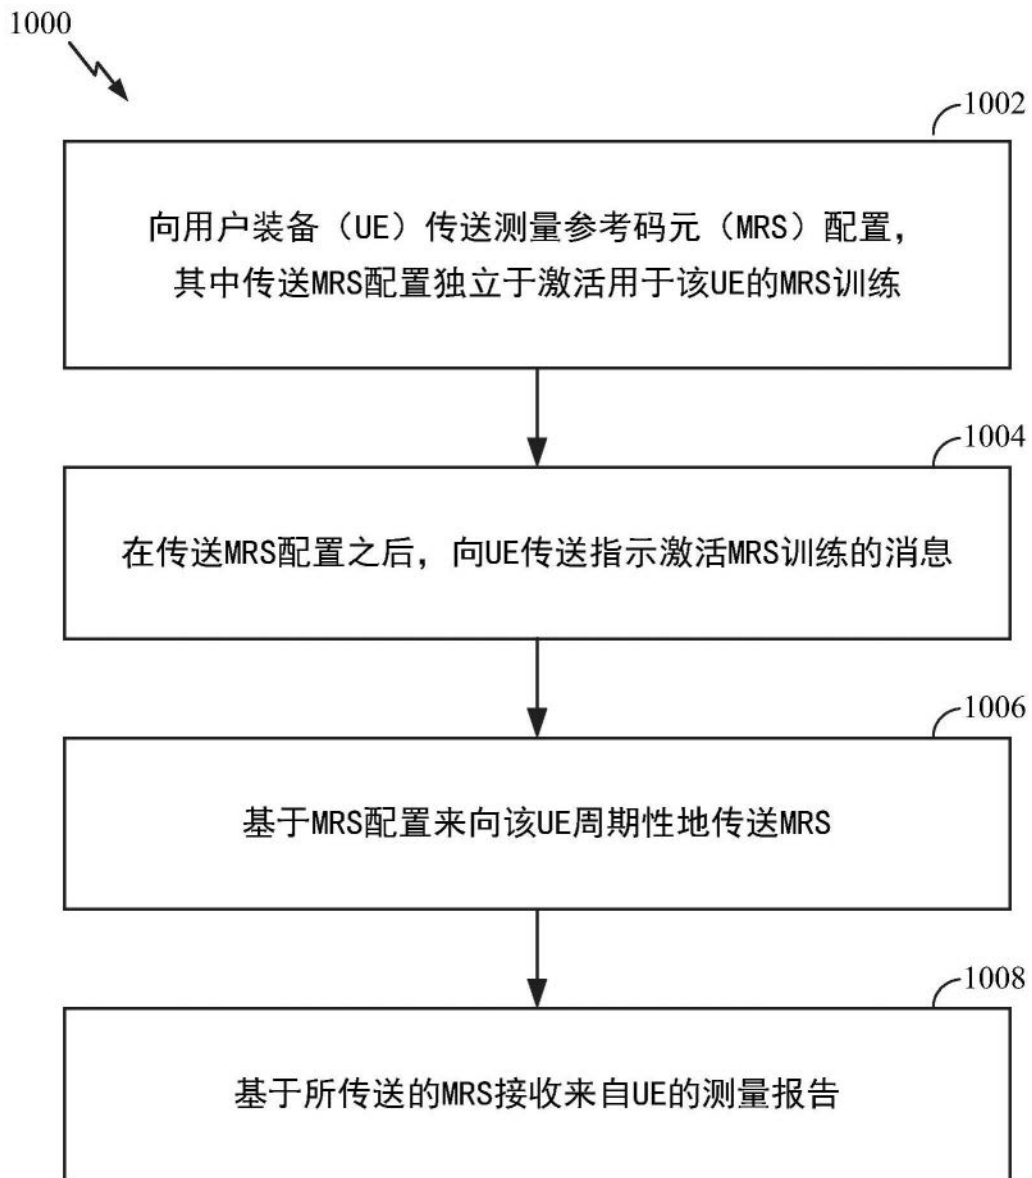 1000
1002
向用户装备（UE）传送测量参考码元（MRS）配置，
其中传送MRS配置独立于激活用于该UE的MRS训练
1004
在传送MRS配置之后，向UE传送指示激活MRS训练的消息
1006
基于MRS配置来向该UE周期性地传送MRS
1008
基于所传送的MRS接收来自UE的测量报告